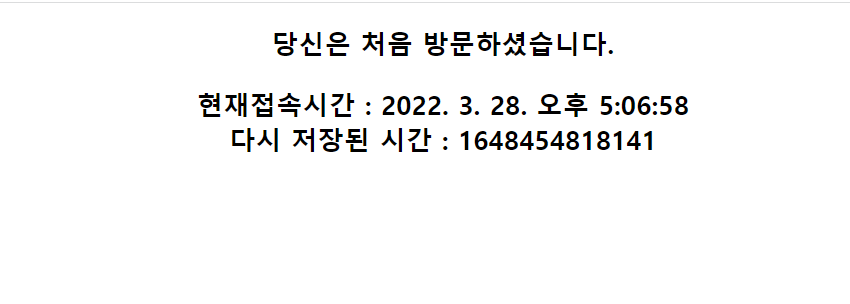 당신은 처음 방문하셨습니다.
현재접속시간 : 2022. 3. 28. 오후 5:06:58
다시 저장된 시간 : 1648454818141